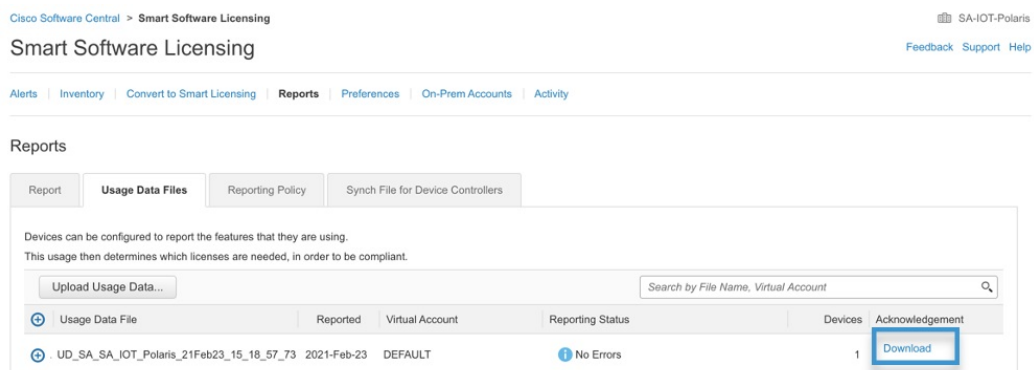 Cisco Software Central > Smart Software Licensing
SA-IOT-Polaris
Smart Software Licensing
Feedback Support Help
Alerts | Inventory | Convert to Smart Licensing | Reports | Preferences | On-Prem Accounts | Activity
Reports
Report Usage Data Files Reporting Policy Synch File for Device Controllers
Devices can be configured to report the features that they are using.
This usage then determines which licenses are needed, in order to be compliant.
Upload Usage Data... Search by File Name, Virtual Account
Usage Data File Reported Virtual Account Reporting Status Devices Acknowledgement
UD_SA_SA_IOT_Polaris_21Feb23_15_18_57_73 2021-Feb-23 DEFAULT No Errors 1 Download